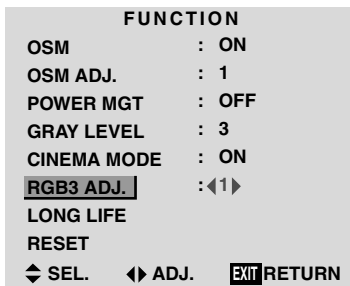 FUNCTION
OSM : ON
OSM ADJ. : 1
POWER MGT : OFF
GRAY LEVEL : 3
CINEMA MODE : ON
RGB3 ADJ. : 1
LONG LIFE
RESET
SEL. ADJ. EXIT RETURN